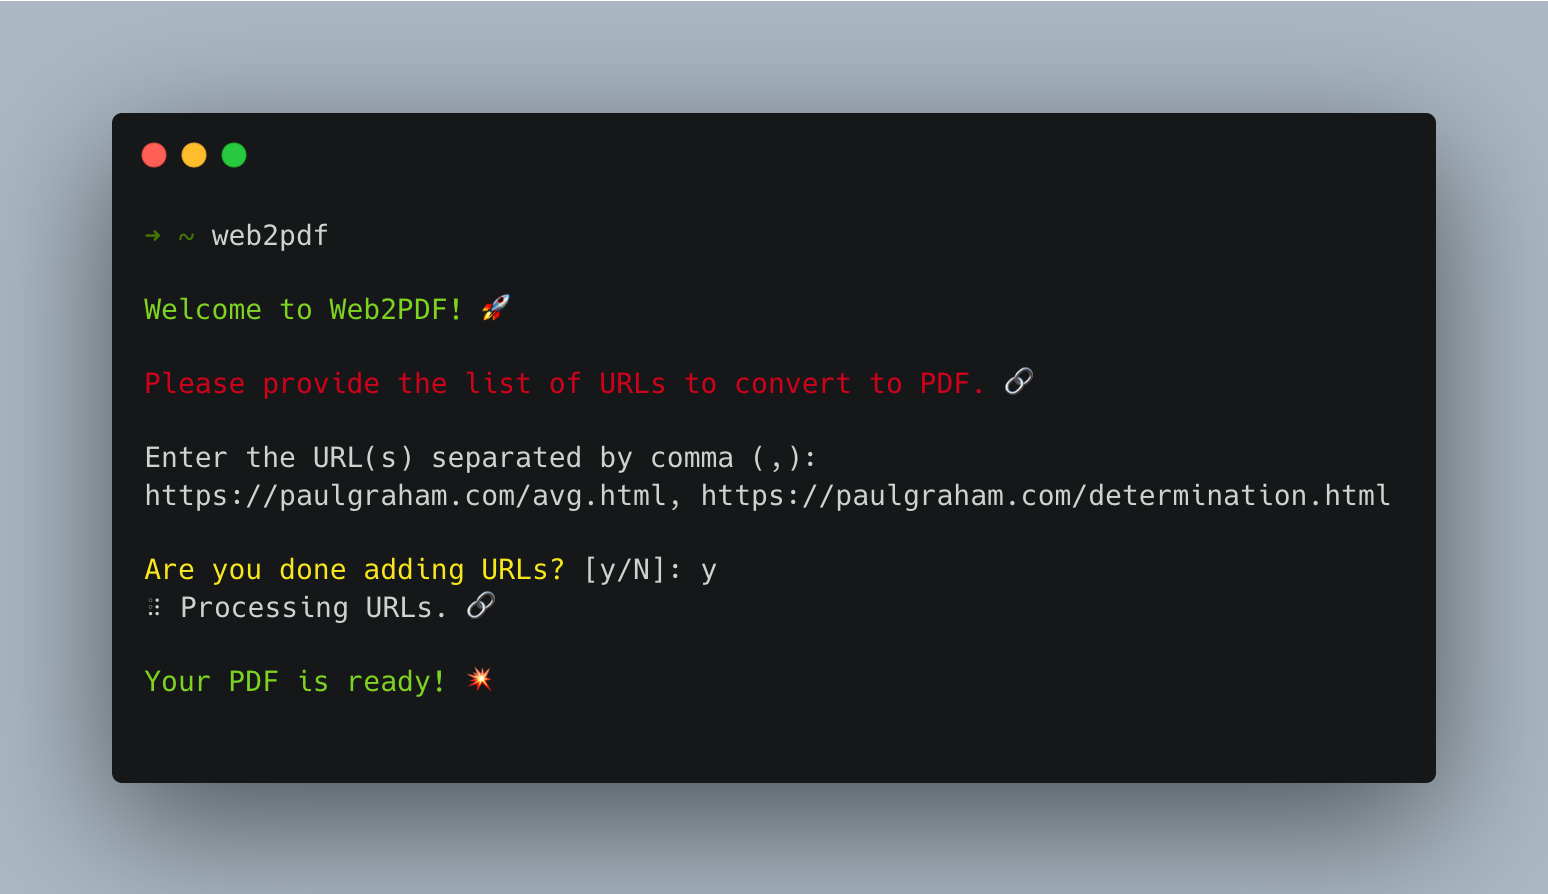 ➜ ~ web2pdf
Welcome to Web2PDF! 🚀
Please provide the list of URLs to convert to PDF. 🔗
Enter the URL(s) separated by comma (,):
https://paulgraham.com/avg.html, https://paulgraham.com/determination.html
Are you done adding URLs? [y/N]: y
⠽ Processing URLs. 🔗
Your PDF is ready! 💥